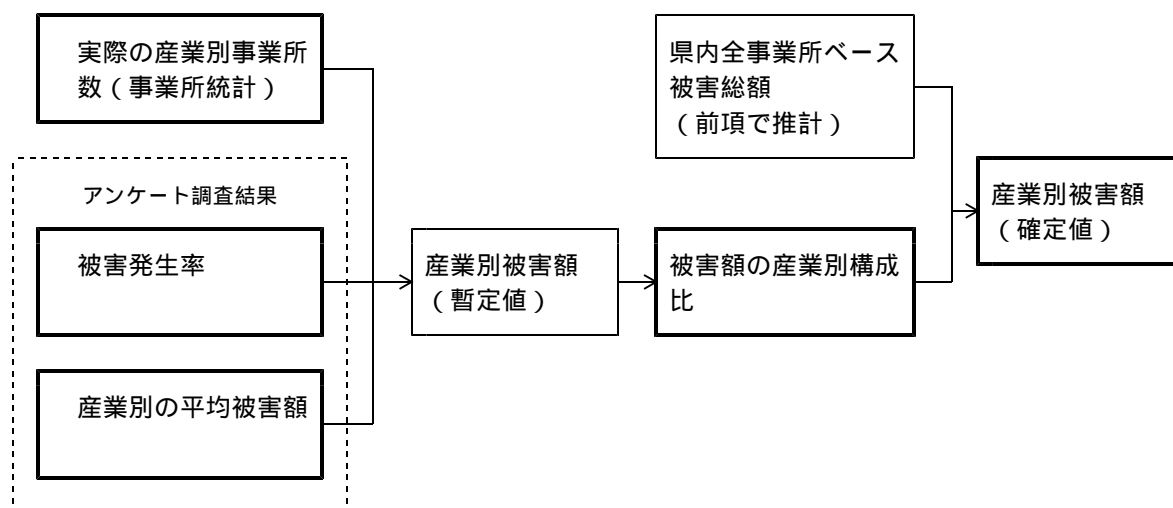 実際の産業別事業所
数（事業所統計）
アンケート調査結果
被害発生率
産業別の平均被害額
産業別被害額
（暫定値）
県内全事業所ベース
被害総額
（前項で推計）
被害額の産業別構成
比
産業別被害額
（確定値）